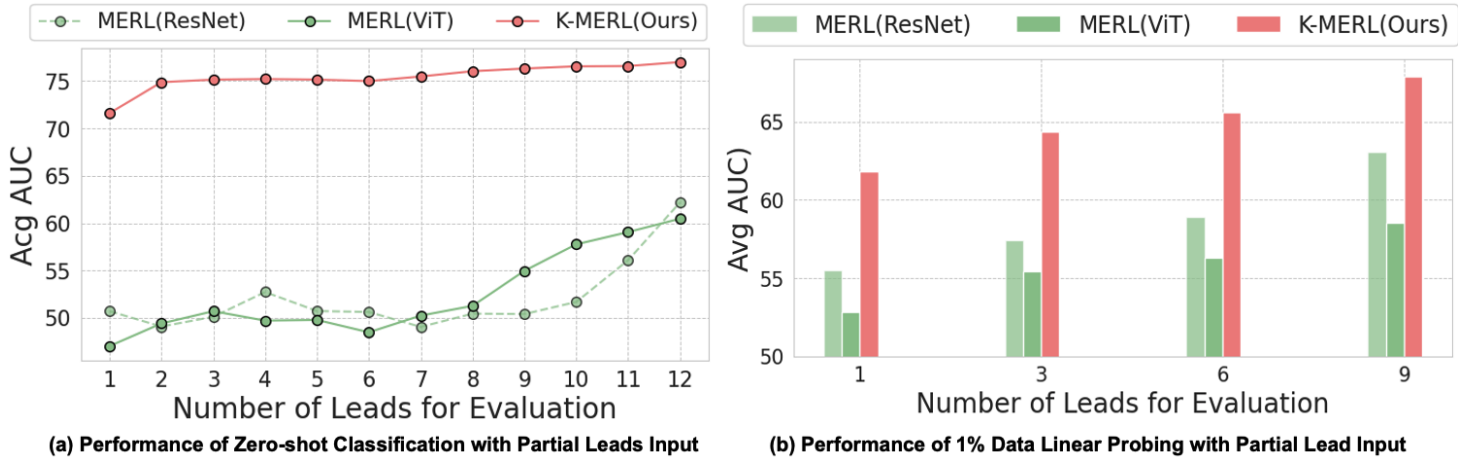 MERL(ResNet) MERL(ViT) K-MERL(Ours)
75
70
65
60
55
50
Acg AUC
1 2 3 4 5 6 7 8 9 10 11 12
Number of Leads for Evaluation
(a) Performance of Zero-shot Classification with Partial Leads Input
MERL(ResNet) MERL(ViT) K-MERL(Ours)
65
60
55
50
Avg AUC)
1 3 6 9
Number of Leads for Evaluation
(b) Performance of 1% Data Linear Probing with Partial Lead Input